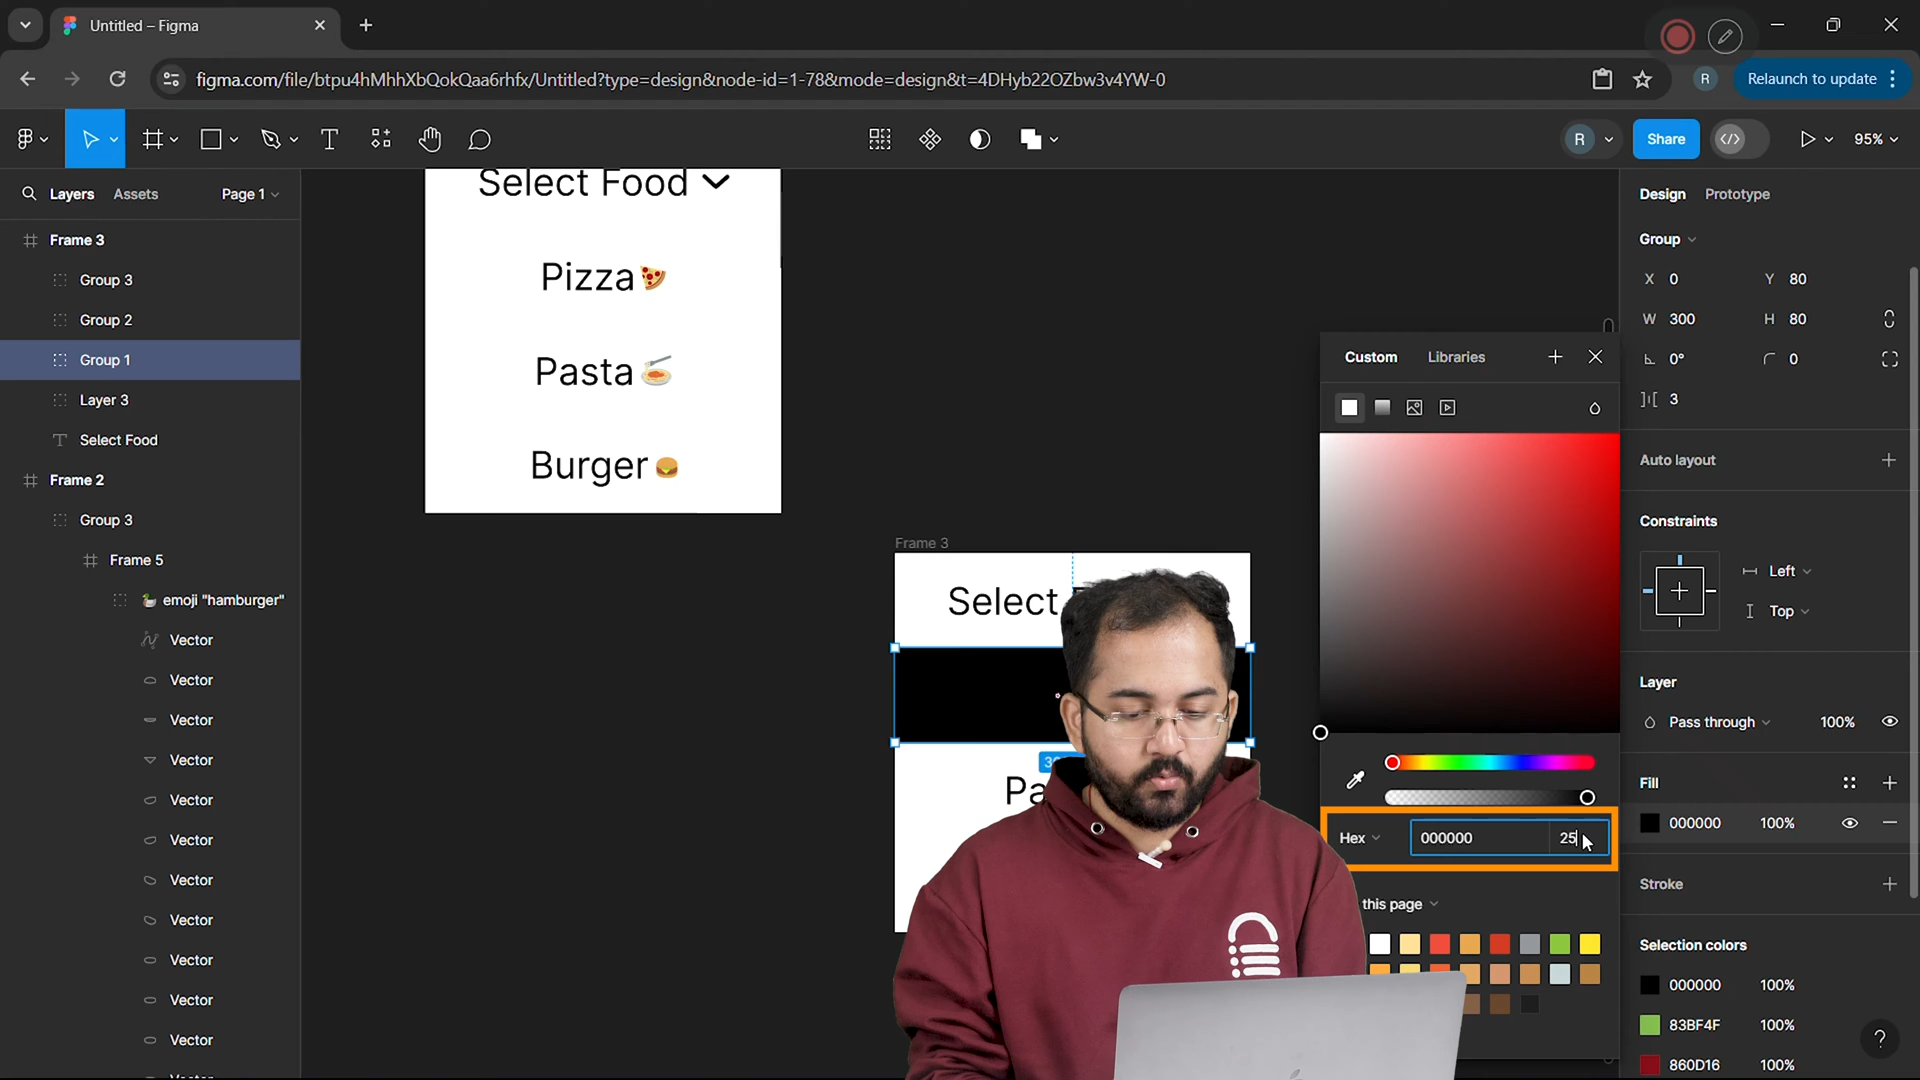 Untitled – Figma
figma.com/file/btpu4hMhhXbQokQaa6rhfx/Untitled?type=design&node-id=1-78&mode=design&t=4DHyb22OZbw3v4YW-0
R
Relaunch to update
R
Share
95%
Layers
Assets
Page 1
Frame 3
Group 3
Group 2
Group 1
Layer 3
Select Food
Frame 2
Group 3
Frame 5
emoji "hamburger"
Vector
Vector
Vector
Vector
Vector
Vector
Vector
Vector
Vector
Vector
Vector
Select Food
Pizza
Pasta
Burger
Frame 3
Select
Pa
Custom
Libraries
Hex
000000
25
this page
Design
Prototype
Group
X 0
Y 80
W 300
H 80
0°
0
3
Auto layout
Constraints
Left
Top
Layer
Pass through
100%
Fill
000000
100%
Stroke
Selection colors
000000
100%
83BF4F
100%
860D16
100%
?